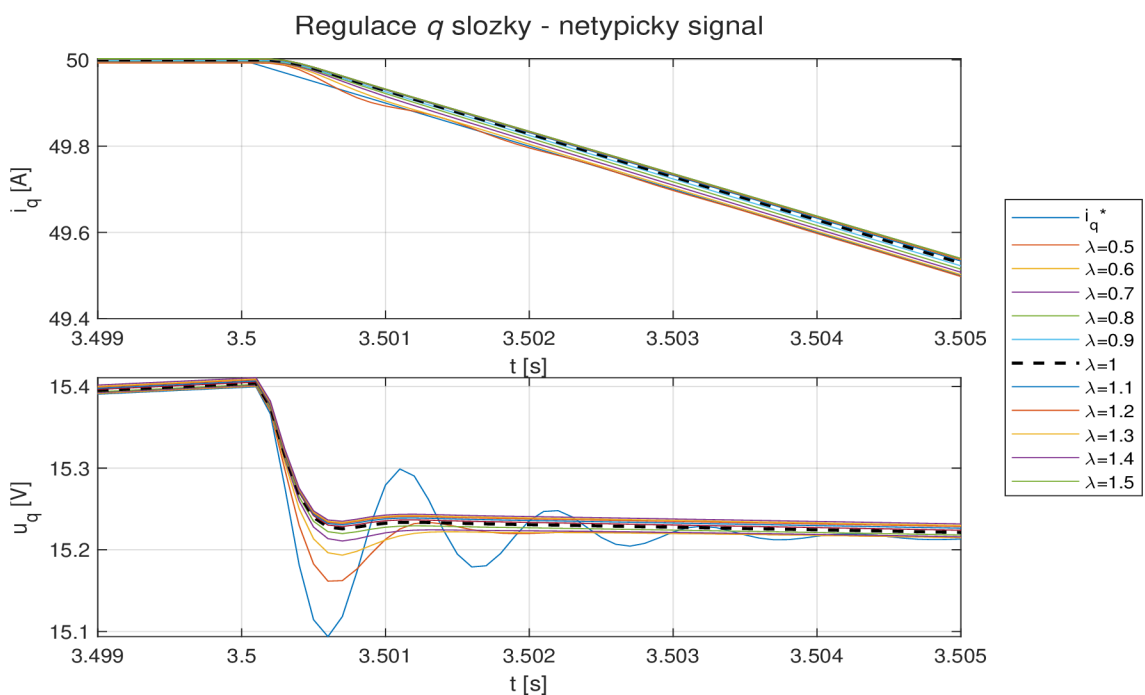 Regulace q slozky - netypicky signal
50
49.8
49.6
49.4
i_q [A]
3.499 3.5 3.501 3.502 3.503 3.504 3.505
t [s]
15.4
15.3
15.2
15.1
u_q [V]
3.499 3.5 3.501 3.502 3.503 3.504 3.505
t [s]
i_q*
λ=0.5
λ=0.6
λ=0.7
λ=0.8
λ=0.9
λ=1
λ=1.1
λ=1.2
λ=1.3
λ=1.4
λ=1.5